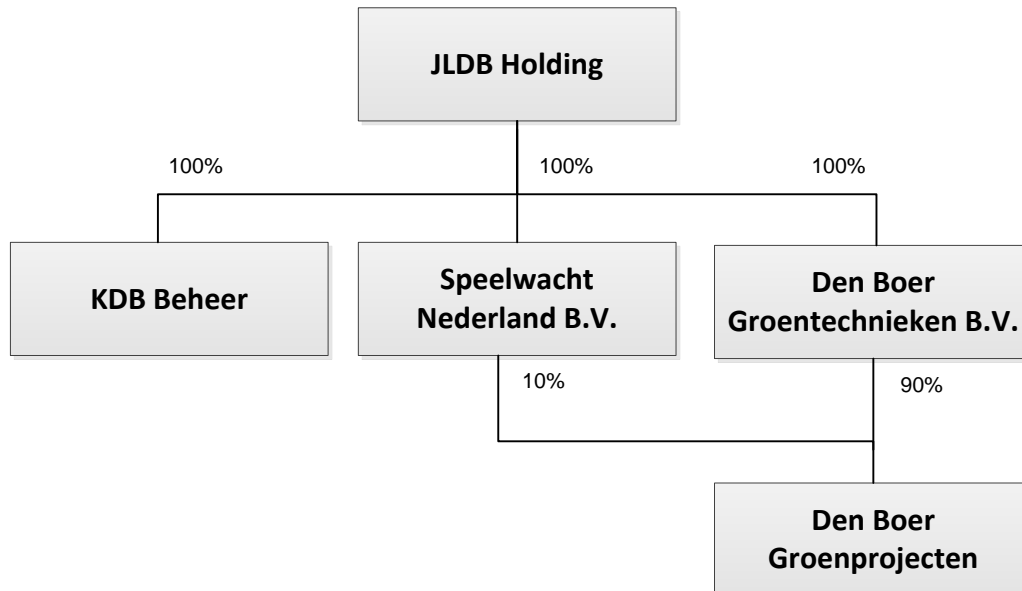 JLDB Holding
100%
100%
100%
KDB Beheer
Speelwacht
Nederland B.V.
Den Boer
Groentechnieken B.V.
10%
90%
Den Boer
Groenprojecten